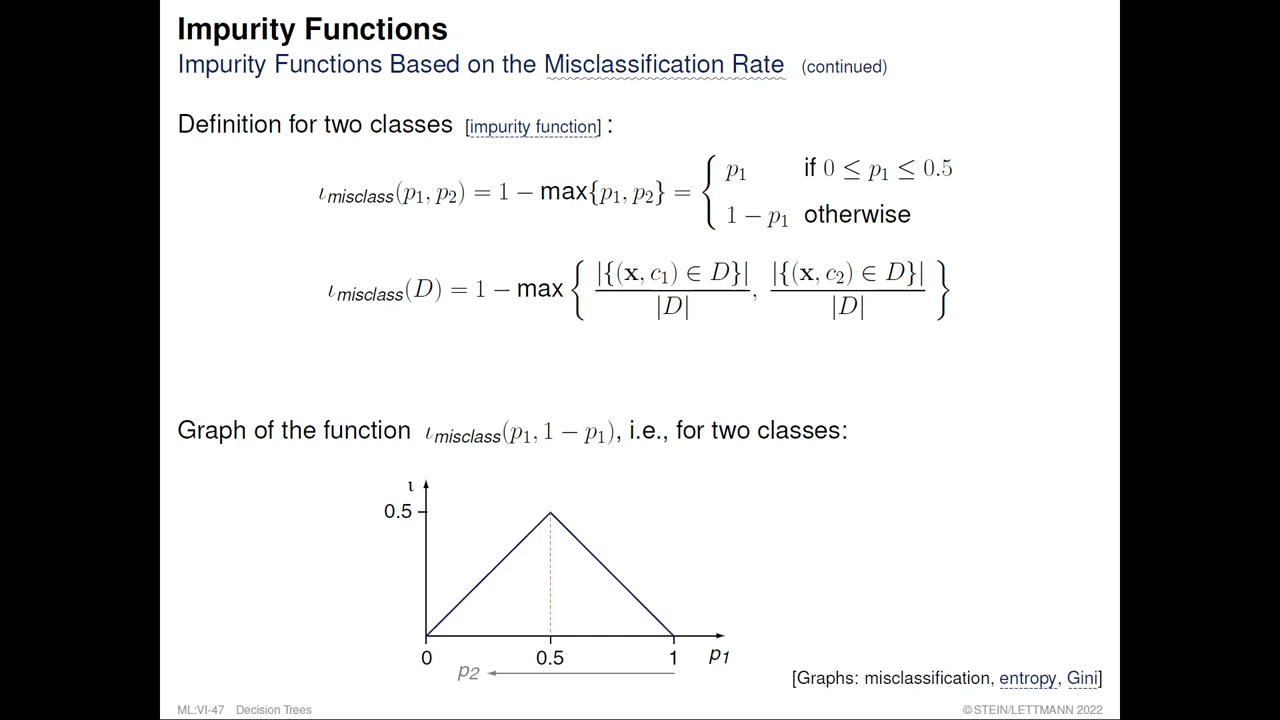 Impurity Functions
Impurity Functions Based on the Misclassification Rate (continued)
Definition for two classes [impurity function] :
ι_misclass(p₁, p₂) = 1 − max{p₁, p₂} = { p₁ if 0 ≤ p₁ ≤ 0.5
1 − p₁ otherwise
ι_misclass(D) = 1 − max { |{(x, c₁) ∈ D}| / |D| , |{(x, c₂) ∈ D}| / |D| }
Graph of the function ι_misclass(p₁, 1 − p₁), i.e., for two classes:
ι
0.5
0 0.5 1 p₁
p₂
[Graphs: misclassification, entropy, Gini]
ML:VI-47 Decision Trees ©STEIN/LETTMANN 2022